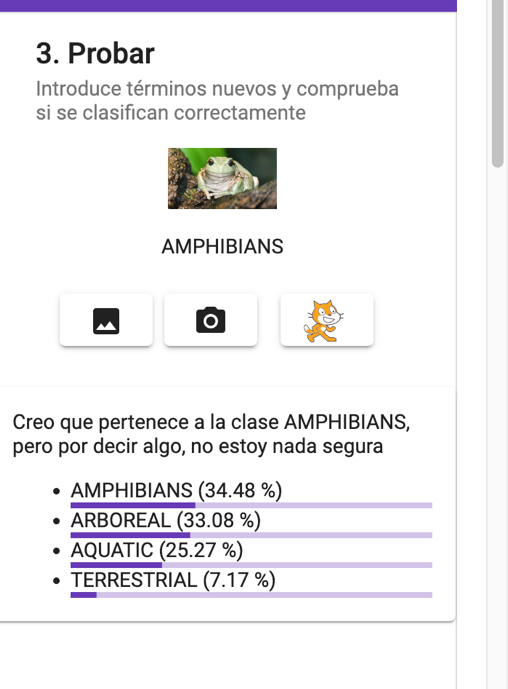 3. Probar
Introduce términos nuevos y comprueba
si se clasifican correctamente
AMPHIBIANS
Creo que pertenece a la clase AMPHIBIANS,
pero por decir algo, no estoy nada segura
AMPHIBIANS (34.48 %)
ARBOREAL (33.08 %)
AQUATIC (25.27 %)
TERRESTRIAL (7.17 %)